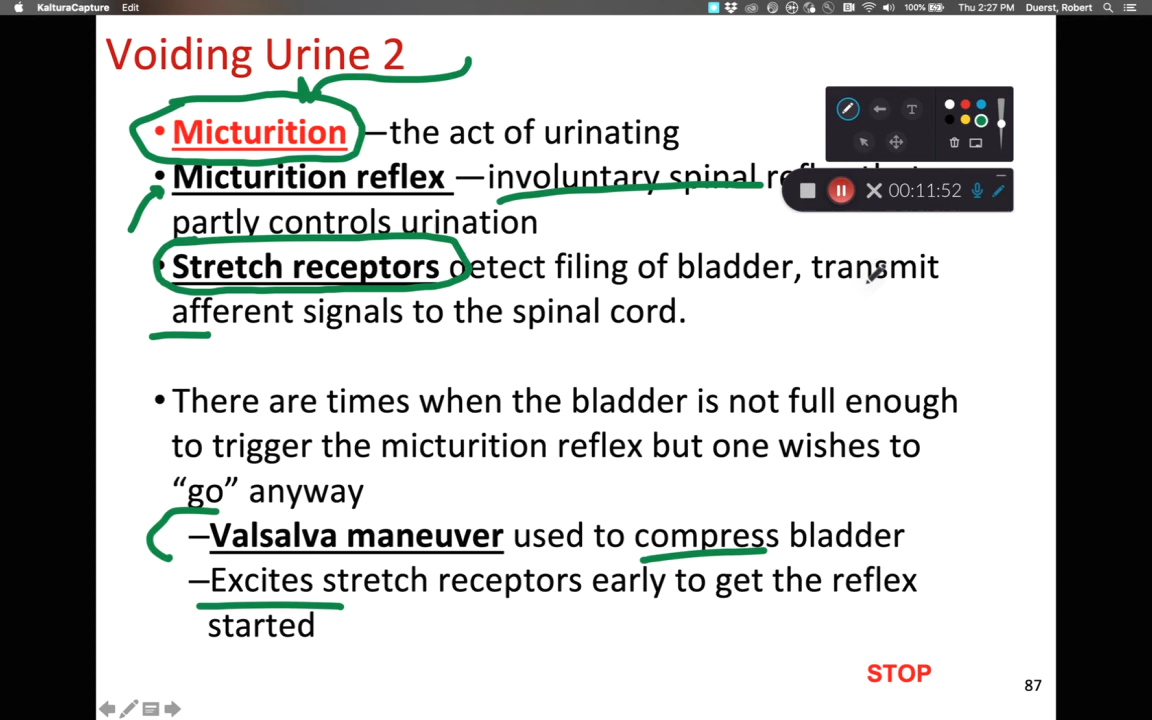 KalturaCapture Edit 100% Thu 2:27 PM Duerst, Robert
Voiding Urine 2
• Micturition —the act of urinating
• Micturition reflex —involuntary spinal
partly controls urination
• Stretch receptors detect filing of bladder, transmit
afferent signals to the spinal cord.
T
00:11:52
• There are times when the bladder is not full enough
to trigger the micturition reflex but one wishes to
“go” anyway
–Valsalva maneuver used to compress bladder
–Excites stretch receptors early to get the reflex
started
STOP
87